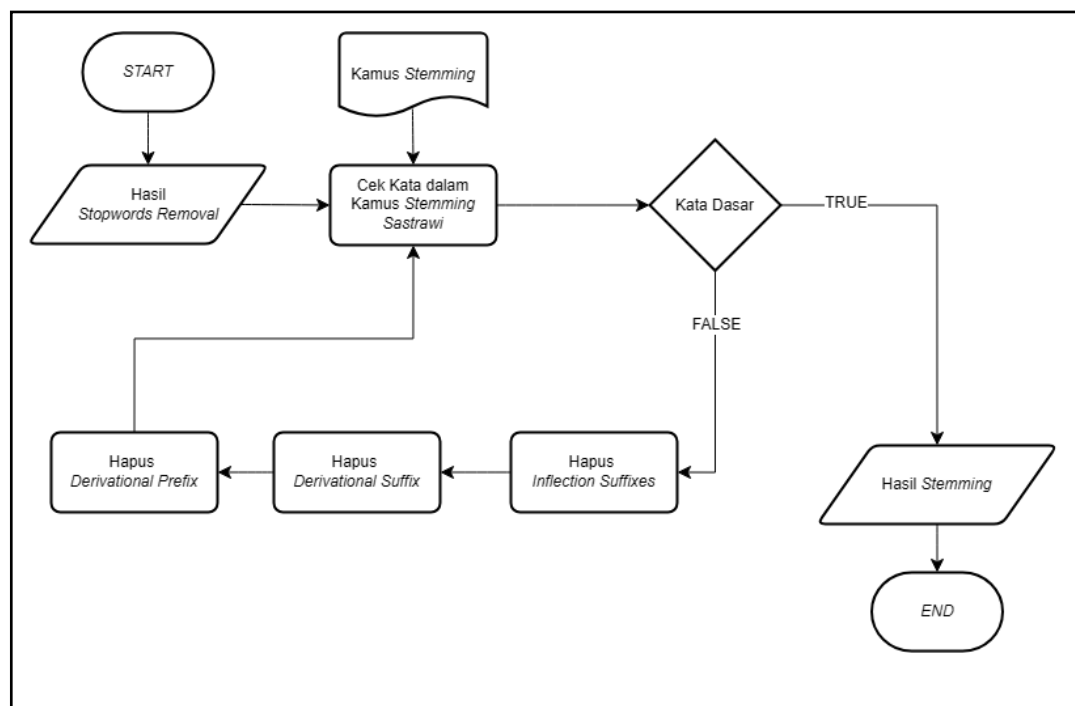 START
Kamus Stemming
Hasil
Stopwords Removal
Cek Kata dalam
Kamus Stemming
Sastrawi
Kata Dasar
TRUE
FALSE
Hapus
Derivational Prefix
Hapus
Derivational Suffix
Hapus
Inflection Suffixes
Hasil Stemming
END